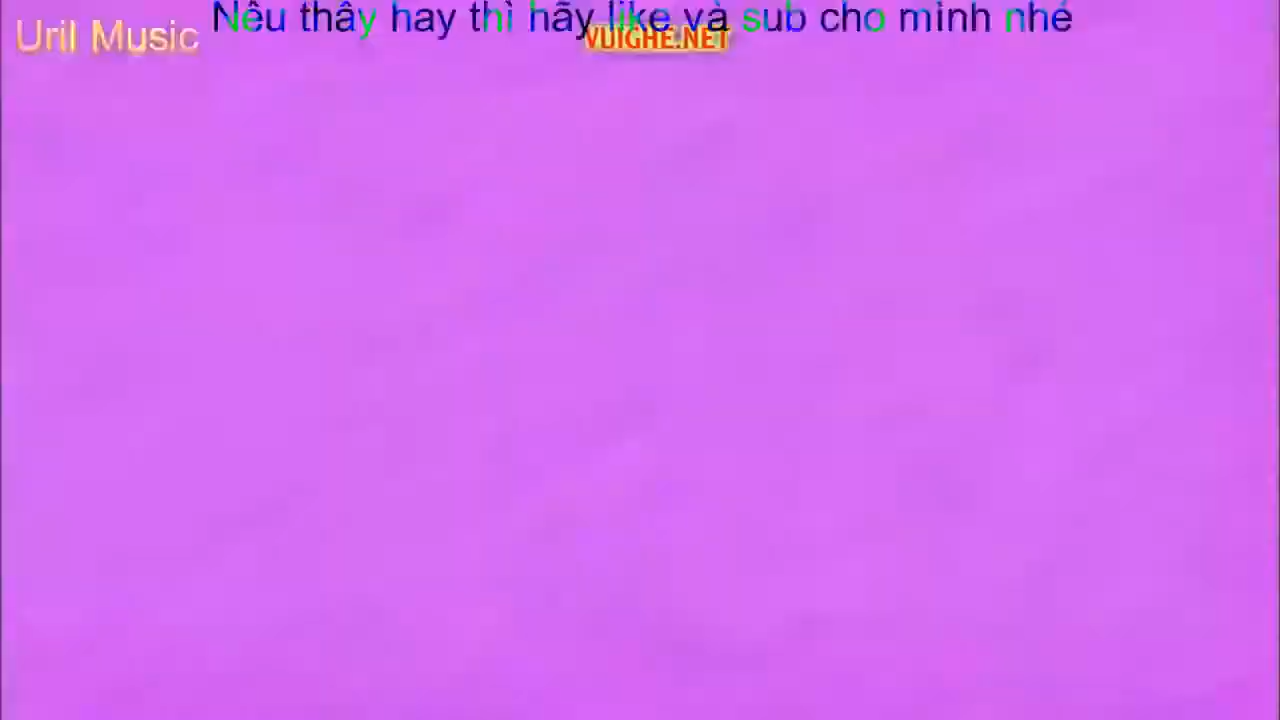 Nếu thấy hay thì hãy like và sub cho mình nhé
Uril Music
VUIGHE.NET